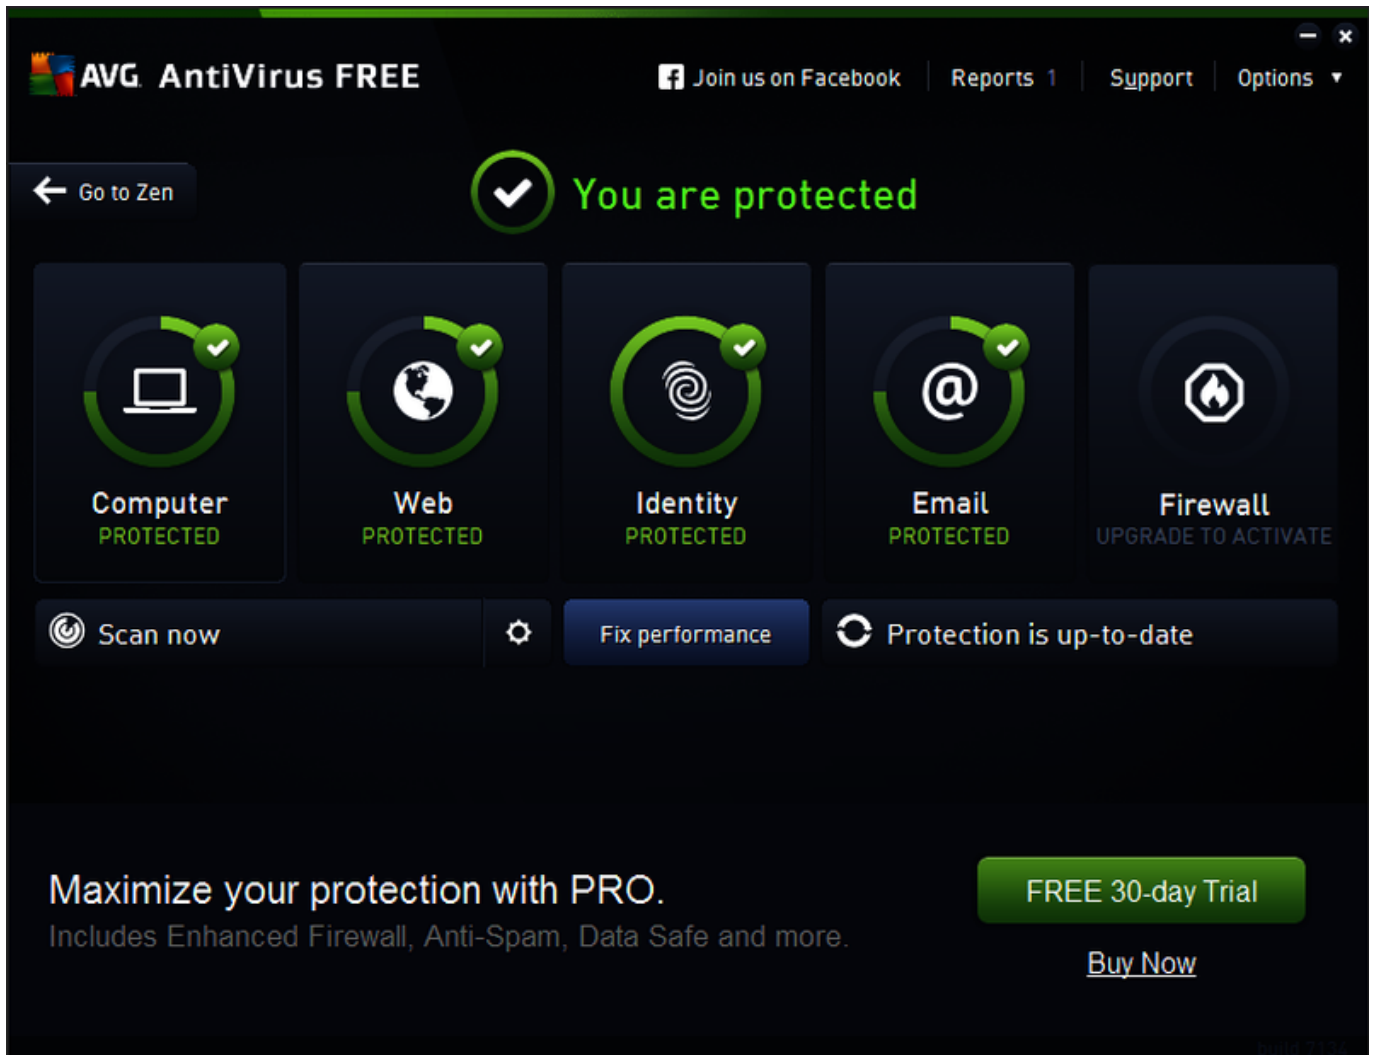 AVG AntiVirus FREE
Join us on Facebook
Reports 1
Support
Options
Go to Zen
You are protected
Computer
PROTECTED
Web
PROTECTED
Identity
PROTECTED
Email
PROTECTED
Firewall
UPGRADE TO ACTIVATE
Scan now
Fix performance
Protection is up-to-date
Maximize your protection with PRO.
Includes Enhanced Firewall, Anti-Spam, Data Safe and more.
FREE 30-day Trial
Buy Now